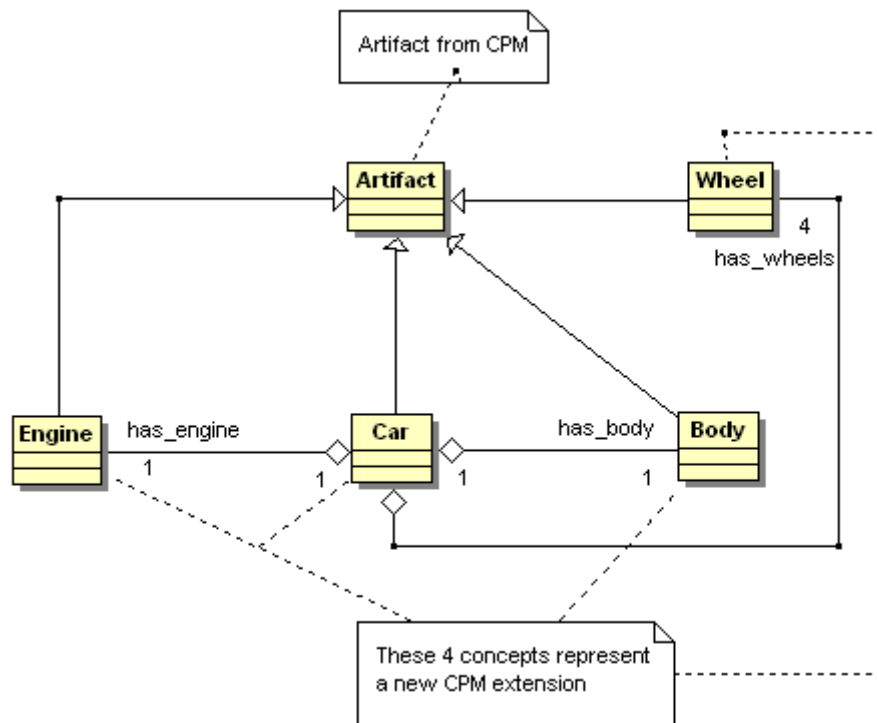 Artifact from CPM
Artifact
Wheel
4
has_wheels
Engine
has_engine
1
1
Car
1
has_body
1
Body
These 4 concepts represent
a new CPM extension